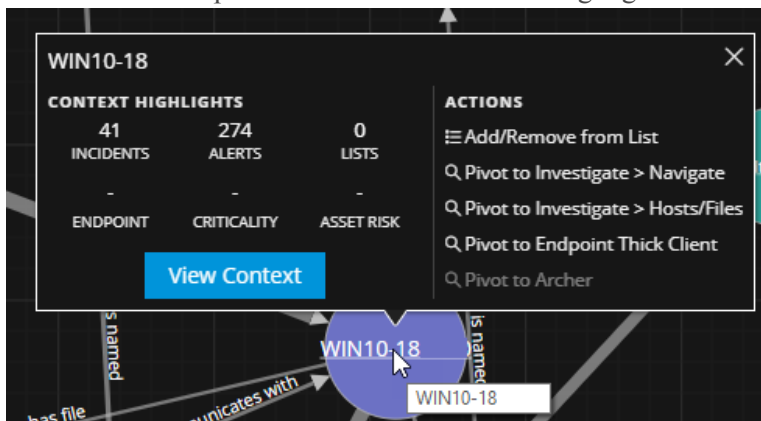 WIN10-18
CONTEXT HIGHLIGHTS
41
INCIDENTS
274
ALERTS
0
LISTS
-
ENDPOINT
-
CRITICALITY
-
ASSET RISK
View Context
ACTIONS
Add/Remove from List
Pivot to Investigate > Navigate
Pivot to Investigate > Hosts/Files
Pivot to Endpoint Thick Client
Pivot to Archer
is named
WIN10-18
is named
WIN10-18
has file
communicates with